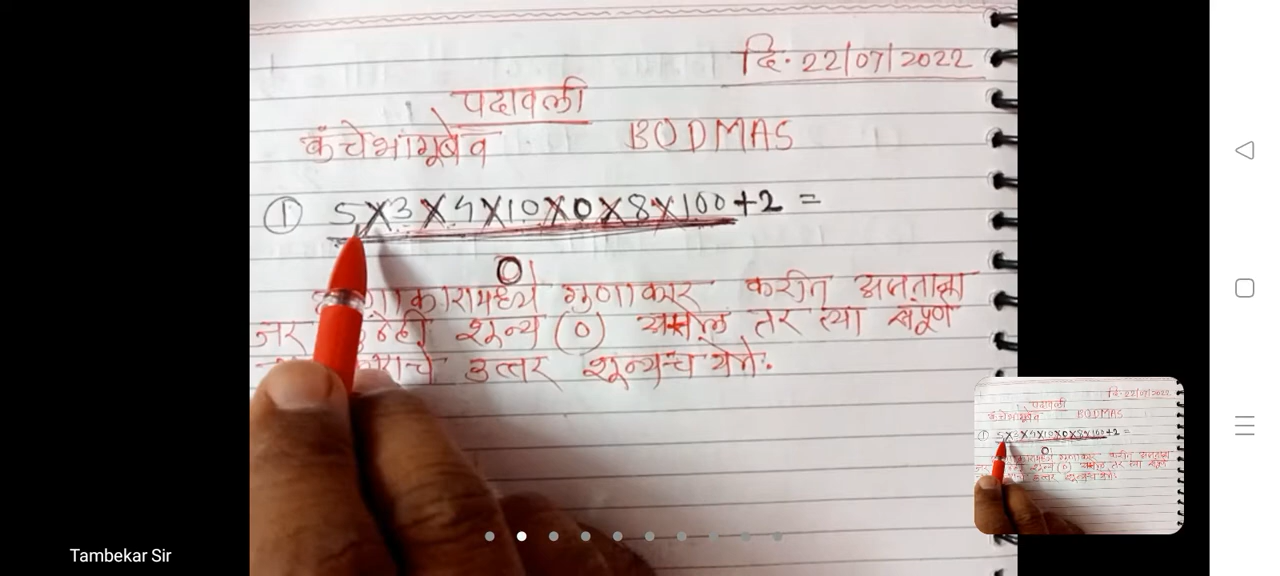 दि. 22/07/2022
पदावली
कंचेभागूबेव BODMAS
① 5×3×4×10×0×8×100+2=
0
गुणाकार करीत असताना
जर शून्य (0) असेल तर त्या संपूर्ण
उत्तर शून्यच येते.
Tambekar Sir